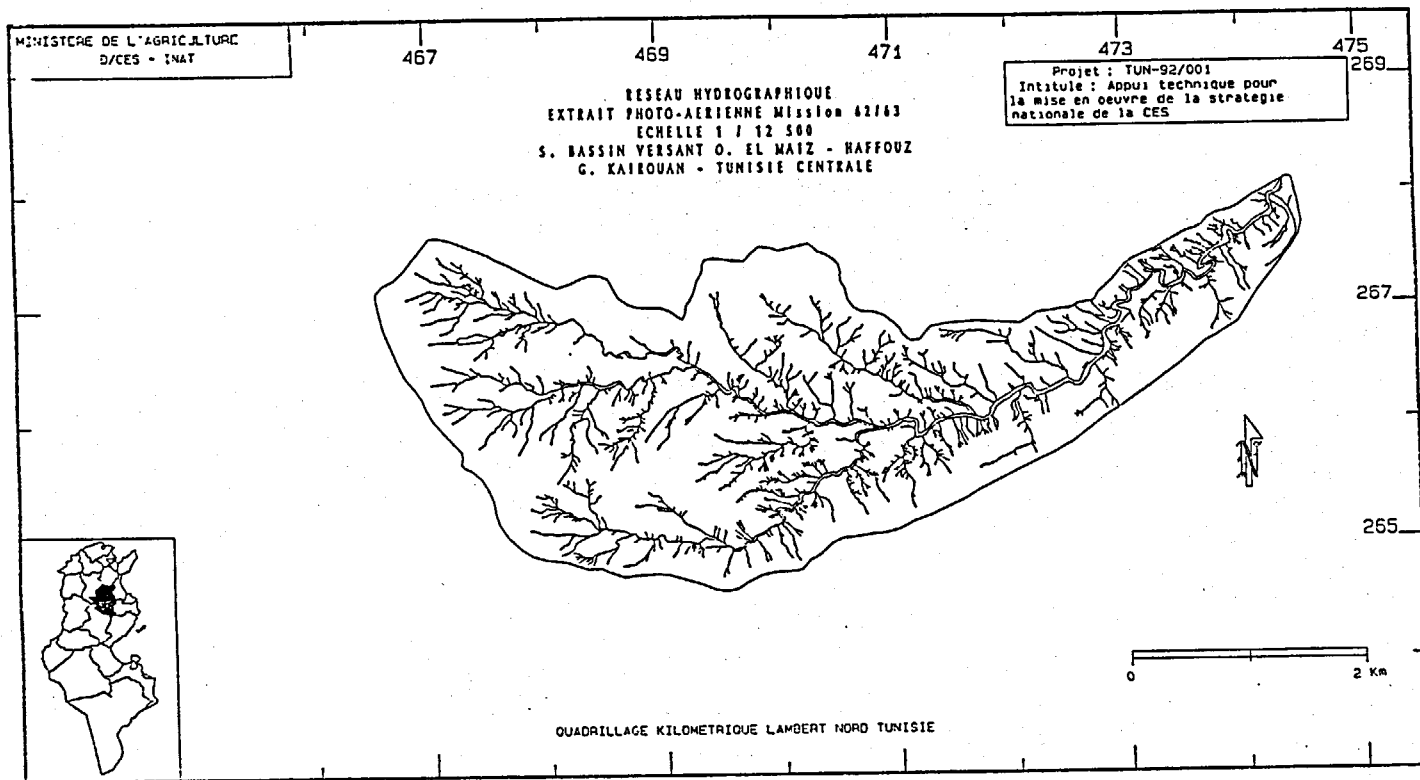 MINISTERE DE L'AGRICULTURE
D/CES - INAT
467 469 471 473 475
269
Projet : TUN-92/001
Intitule : Appui technique pour
la mise en oeuvre de la strategie
nationale de la CES
RESEAU HYDROGRAPHIQUE
EXTRAIT PHOTO-AERIENNE Mission 62/63
ECHELLE 1 / 12 500
S. BASSIN VERSANT O. EL MAIZ - HAFFOUZ
G. KAIROUAN - TUNISIE CENTRALE
267
N
265
0 2 Km
QUADRILLAGE KILOMETRIQUE LAMBERT NORD TUNISIE